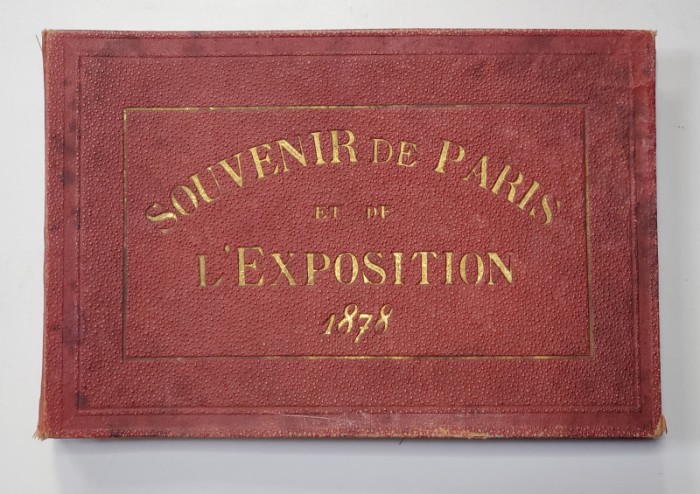 SOUVENIR DE PARIS
ET DE
L'EXPOSITION
1878